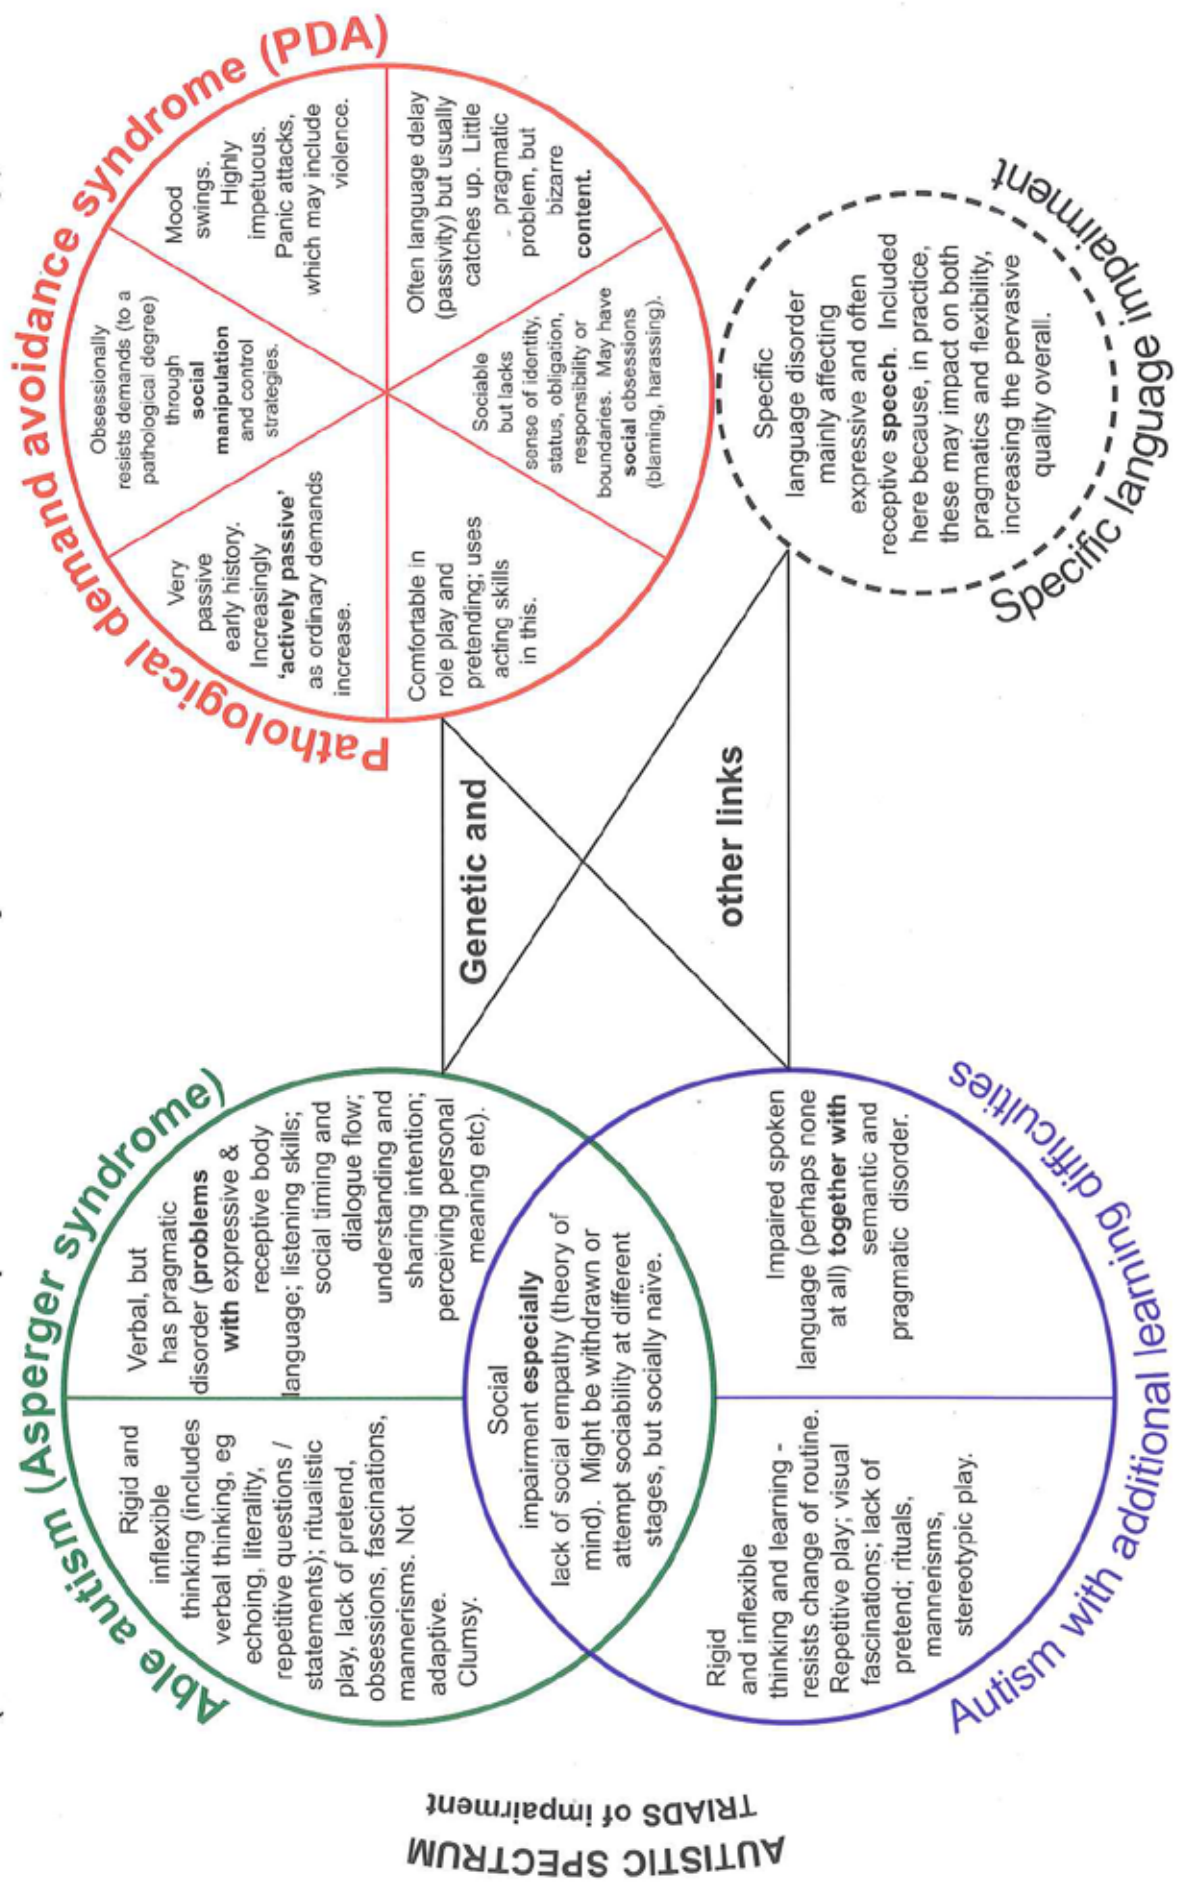 AUTISTIC SPECTRUM
TRIADS of impairment
Able autism (Asperger syndrome)
Rigid and
inflexible
thinking (includes
verbal thinking, eg
echoing, literality,
repetitive questions /
statements); ritualistic
play, lack of pretend,
obsessions, fascinations,
mannerisms. Not
adaptive.
Clumsy.
Verbal, but
has pragmatic
disorder (problems
with expressive &
receptive body
language; listening skills;
social timing and
dialogue flow;
understanding and
sharing intention;
perceiving personal
meaning etc).
Social
impairment especially
lack of social empathy (theory of
mind). Might be withdrawn or
attempt sociability at different
stages, but socially naïve.
Rigid
and inflexible
thinking and learning -
resists change of routine.
Repetitive play; visual
fascinations; lack of
pretend; rituals,
mannerisms,
stereotypic play.
Impaired spoken
language (perhaps none
at all) together with
semantic and
pragmatic disorder.
Autism with additional learning difficulties
Genetic and
other links
Pathological demand avoidance syndrome (PDA)
Very
passive
early history.
Increasingly
‘actively passive’
as ordinary demands
increase.
Obsessionally
resists demands (to a
pathological degree)
through
social
manipulation
and control
strategies.
Mood
swings.
Highly
impetuous.
Panic attacks,
which may include
violence.
Comfortable in
role play and
pretending; uses
acting skills
in this.
Sociable
but lacks
sense of identity,
status, obligation,
responsibility or
boundaries. May have
social obsessions
(blaming, harassing).
Often language delay
(passivity) but usually
catches up. Little
- pragmatic
problem, but
bizarre
content.
Specific
language disorder
mainly affecting
expressive and often
receptive speech. Included
here because, in practice,
these may impact on both
pragmatics and flexibility,
increasing the pervasive
quality overall.
Specific language impairment